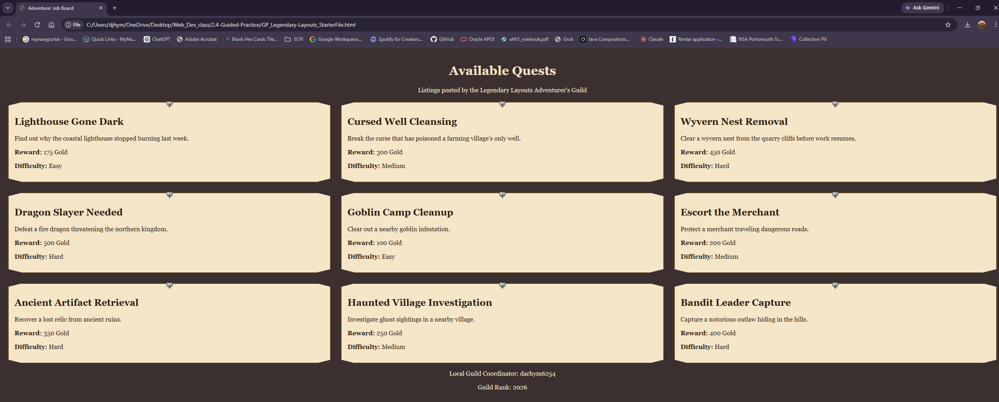 Adventurer Job Board
Ask Gemini
File C:/Users/djhym/OneDrive/Desktop/Web_Dev_class/2.4-Guided-Practice/GP_Legendary-Layouts_StarterFile.html
mynavyportal - Goo... Quick Links - MyNa... ChatGPT Adobe Acrobat Blank Hex Cards Tile... ECPI Google Workspace:... Spotify for Creators... GitHub Oracle APEX eh01_rulebook.pdf Grok Java Composition:... Claude Rental application -... NSA Portsmouth Sc... Collection Pit
Available Quests
Listings posted by the Legendary Layouts Adventurer’s Guild
Lighthouse Gone Dark
Find out why the coastal lighthouse stopped burning last week.
Reward: 175 Gold
Difficulty: Easy
Cursed Well Cleansing
Break the curse that has poisoned a farming village's only well.
Reward: 300 Gold
Difficulty: Medium
Wyvern Nest Removal
Clear a wyvern nest from the quarry cliffs before work resumes.
Reward: 450 Gold
Difficulty: Hard
Dragon Slayer Needed
Defeat a fire dragon threatening the northern kingdom.
Reward: 500 Gold
Difficulty: Hard
Goblin Camp Cleanup
Clear out a nearby goblin infestation.
Reward: 100 Gold
Difficulty: Easy
Escort the Merchant
Protect a merchant traveling dangerous roads.
Reward: 200 Gold
Difficulty: Medium
Ancient Artifact Retrieval
Recover a lost relic from ancient ruins.
Reward: 350 Gold
Difficulty: Hard
Haunted Village Investigation
Investigate ghost sightings in a nearby village.
Reward: 250 Gold
Difficulty: Medium
Bandit Leader Capture
Capture a notorious outlaw hiding in the hills.
Reward: 400 Gold
Difficulty: Hard
Local Guild Coordinator: darhym6254
Guild Rank: 2026